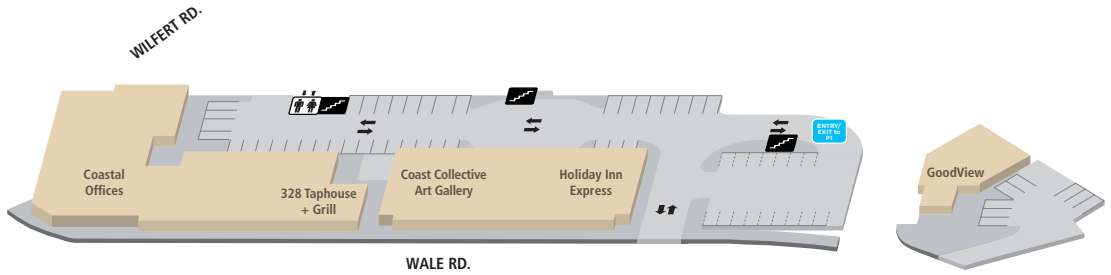 WILFERT RD.
ENTRY/
EXIT to
P1
Coastal
Offices
328 Taphouse
+ Grill
Coast Collective
Art Gallery
Holiday Inn
Express
GoodView
WALE RD.